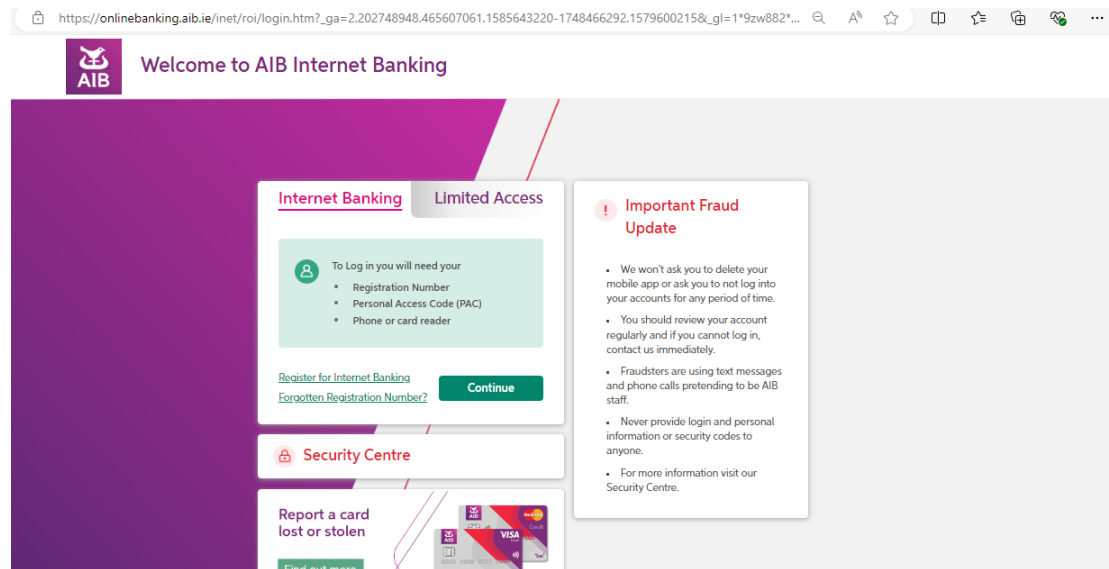 https://onlinebanking.aib.ie/inet/roi/login.htm?_ga=2.202748948.465607061.1585643220-1748466292.1579600215&_gl=1*9zw882*...
AIB
Welcome to AIB Internet Banking
Internet Banking
Limited Access
To Log in you will need your
• Registration Number
• Personal Access Code (PAC)
• Phone or card reader
Register for Internet Banking
Forgotten Registration Number?
Continue
Security Centre
Report a card
lost or stolen
Find out more
AIB
AIB
VISA
Credit
0000
! Important Fraud
Update
• We won't ask you to delete your
mobile app or ask you to not log into
your accounts for any period of time.
• You should review your account
regularly and if you cannot log in,
contact us immediately.
• Fraudsters are using text messages
and phone calls pretending to be AIB
staff.
• Never provide login and personal
information or security codes to
anyone.
• For more information visit our
Security Centre.